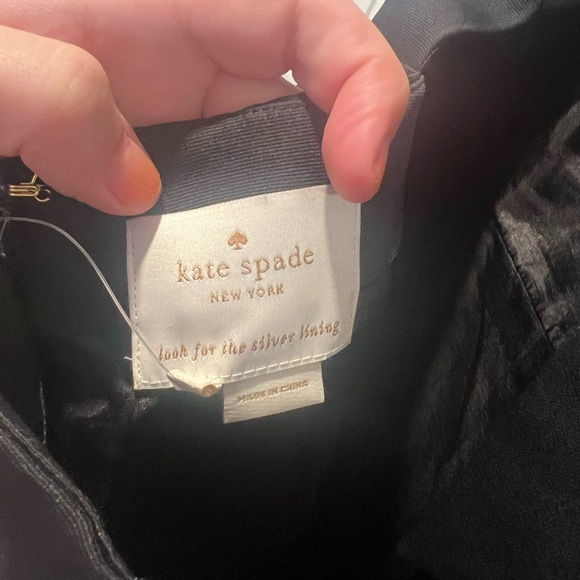 kate spade
NEW YORK
look for the silver lining
MADE IN CHINA